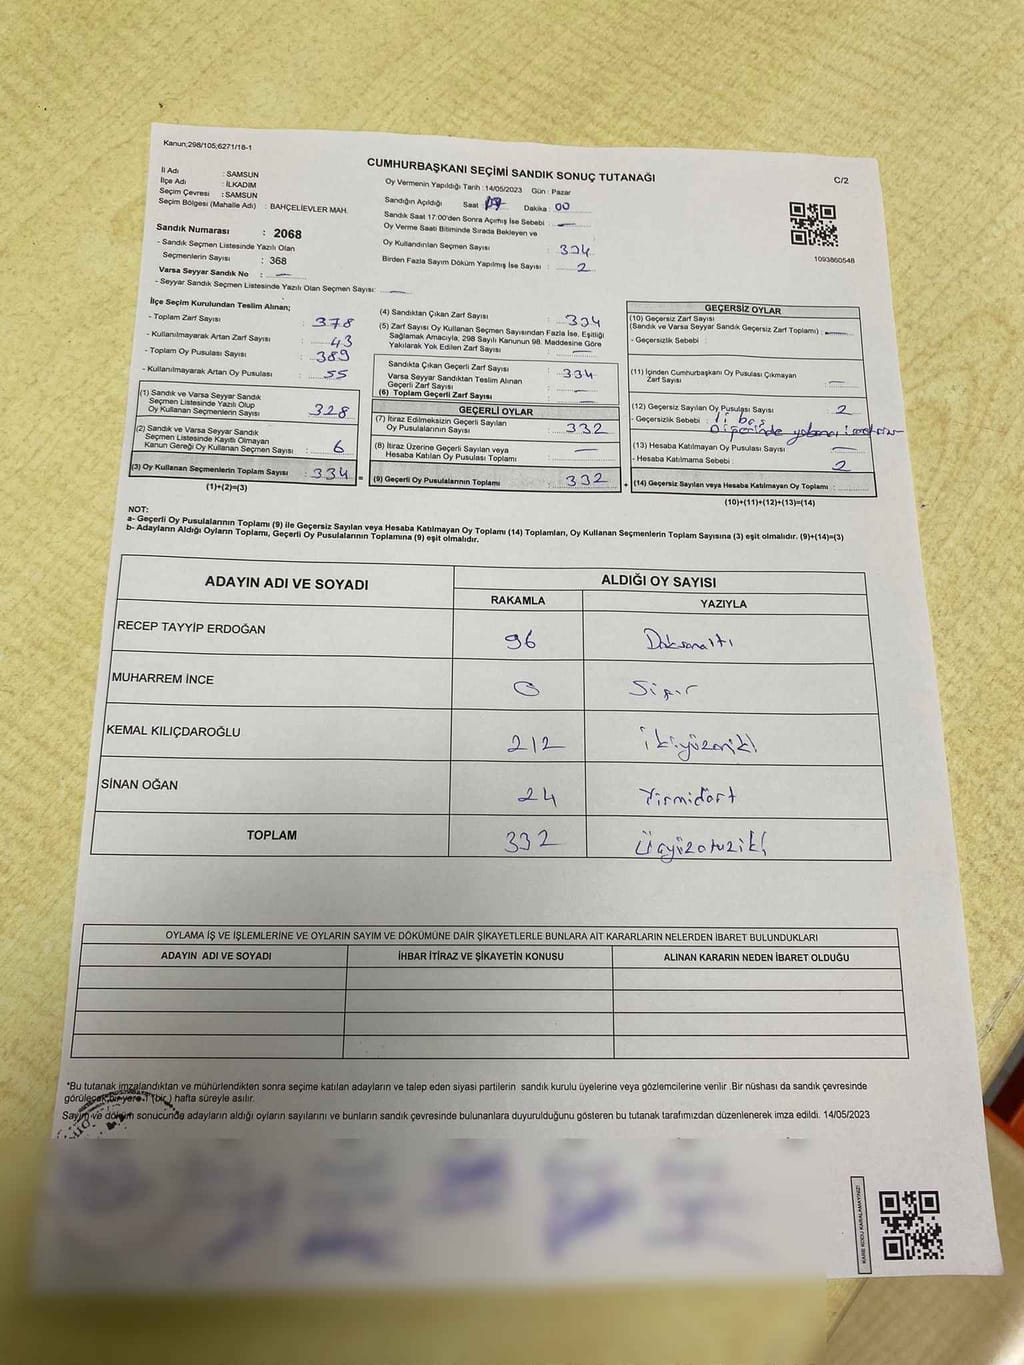 Kanun;298/105;6271/18-1
CUMHURBAŞKANI SEÇİMİ SANDIK SONUÇ TUTANAĞI
C/2
İl Adı : SAMSUN
İlçe Adı : İLKADIM
Seçim Çevresi : SAMSUN
Seçim Bölgesi (Mahalle Adı) : BAHÇELİEVLER MAH.
Sandık Numarası : 2068
- Sandık Seçmen Listesinde Yazılı Olan
Seçmenlerin Sayısı : 368
Varsa Seyyar Sandık No : —
- Seyyar Sandık Seçmen Listesinde Yazılı Olan Seçmen Sayısı: —
Oy Vermenin Yapıldığı Tarih : 14/05/2023 Gün : Pazar
Sandığın Açıldığı Saat Dakika : 00
Sandık Saat 17:00'den Sonra Açımış İse Sebebi : —
Oy Verme Saati Bitiminde Sırada Bekleyen ve
Oy Kullandırılan Seçmen Sayısı : 334
Birden Fazla Sayım Döküm Yapılmış İse Sayısı : 2
1093860548
İlçe Seçim Kurulundan Teslim Alınan;
- Toplam Zarf Sayısı : 378
- Kullanılmayarak Artan Zarf Sayısı : 43
- Toplam Oy Pusulası Sayısı : 389
- Kullanılmayarak Artan Oy Pusulası : 55
(1) Sandık ve Varsa Seyyar Sandık
Seçmen Listesinde Yazılı Olup
Oy Kullanan Seçmenlerin Sayısı : 328
(2) Sandık ve Varsa Seyyar Sandık
Seçmen Listesinde Kayıtlı Olmayan
Kanun Gereği Oy Kullanan Seçmen Sayısı : 6
(3) Oy Kullanan Seçmenlerin Toplam Sayısı : 334
(1)+(2)=(3)
(4) Sandıktan Çıkan Zarf Sayısı : 334
(5) Zarf Sayısı Oy Kullanan Seçmen Sayısından Fazla İse, Eşitliği
Sağlamak Amacıyla, 298 Sayılı Kanunun 98. Maddesine Göre
Yakılarak Yok Edilen Zarf Sayısı : —
Sandıkta Çıkan Geçerli Zarf Sayısı : 334
Varsa Seyyar Sandıktan Teslim Alınan
Geçerli Zarf Sayısı : —
(6) Toplam Geçerli Zarf Sayısı : —
GEÇERLİ OYLAR
(7) İtiraz Edilmeksizin Geçerli Sayılan
Oy Pusulalarının Sayısı : 332
(8) İtiraz Üzerine Geçerli Sayılan veya
Hesaba Katılan Oy Pusulası Toplamı : —
= (9) Geçerli Oy Pusulalarının Toplamı : 332
GEÇERSİZ OYLAR
(10) Geçersiz Zarf Sayısı
(Sandık ve Varsa Seyyar Sandık Geçersiz Zarf Toplamı) : —
- Geçersizlik Sebebi :
(11) İçinden Cumhurbaşkanı Oy Pusulası Çıkmayan
Zarf Sayısı : —
(12) Geçersiz Sayılan Oy Pusulası Sayısı : 2
- Geçersizlik Sebebi :
(13) Hesaba Katılmayan Oy Pusulası Sayısı : —
- Hesaba Katılmama Sebebi :
2
+ (14) Geçersiz Sayılan veya Hesaba Katılmayan Oy Toplamı :
(10)+(11)+(12)+(13)=(14)
NOT:
a- Geçerli Oy Pusulalarının Toplamı (9) ile Geçersiz Sayılan veya Hesaba Katılmayan Oy Toplamı (14) Toplamları, Oy Kullanan Seçmenlerin Toplam Sayısına (3) eşit olmalıdır. (9)+(14)=(3)
b- Adayların Aldığı Oyların Toplamı, Geçerli Oy Pusulalarının Toplamına (9) eşit olmalıdır.
ADAYIN ADI VE SOYADI ALDIĞI OY SAYISI
RAKAMLA YAZIYLA
RECEP TAYYİP ERDOĞAN 96 Doksanaltı
MUHARREM İNCE 0 Sıfır
KEMAL KILIÇDAROĞLU 212 ikiyüzoniki
SİNAN OĞAN 24 Yirmidört
TOPLAM 332 Üçyüzotuziki
OYLAMA İŞ VE İŞLEMLERİNE VE OYLARIN SAYIM VE DÖKÜMÜNE DAİR ŞİKAYETLERLE BUNLARA AİT KARARLARIN NELERDEN İBARET BULUNDUKLARI
ADAYIN ADI VE SOYADI İHBAR İTİRAZ VE ŞİKAYETİN KONUSU ALINAN KARARIN NEDEN İBARET OLDUĞU
*Bu tutanak imzalandıktan ve mühürlendikten sonra seçime katılan adayların ve talep eden siyasi partilerin sandık kurulu üyelerine veya gözlemcilerine verilir .Bir nüshası da sandık çevresinde
görülecek bir yere 1 (bir ) hafta süreyle asılır.
Sayım ve döküm sonucunde adayların aldığı oyların sayılarını ve bunların sandık çevresinde bulunanlara duyurulduğunu gösteren bu tutanak tarafımızdan düzenlenerek imza edildi. 14/05/2023
KARE KODU KARALAMAYINIZ!